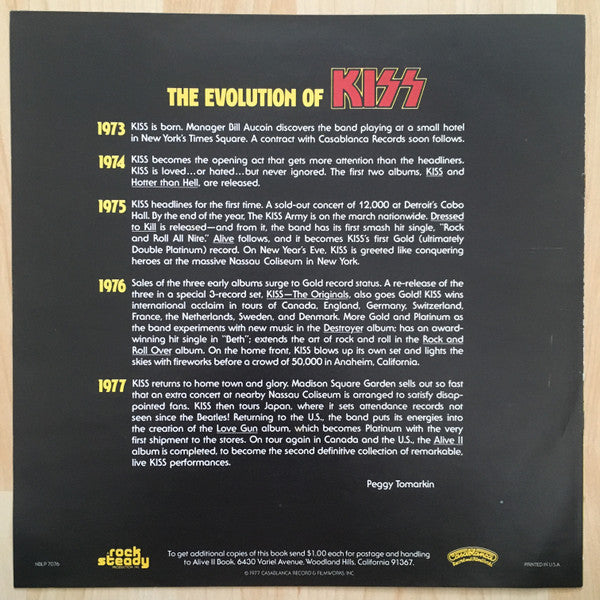 THE EVOLUTION OF KISS
1973 KISS is born. Manager Bill Aucoin discovers the band playing at a small hotel
in New York's Times Square. A contract with Casablanca Records soon follows.
1974 KISS becomes the opening act that gets more attention than the headliners.
KISS is loved...or hated...but never ignored. The first two albums, KISS and
Hotter than Hell, are released.
1975 KISS headlines for the first time. A sold-out concert of 12,000 at Detroit's Cobo
Hall. By the end of the year, The KISS Army is on the march nationwide. Dressed
to Kill is released—and from it, the band has its first smash hit single, "Rock
and Roll All Nite." Alive follows, and it becomes KISS's first Gold (ultimately
Double Platinum) record. On New Year's Eve, KISS is greeted like conquering
heroes at the massive Nassau Coliseum in New York.
1976 Sales of the three early albums surge to Gold record status. A re-release of the
three in a special 3-record set, KISS—The Originals, also goes Gold! KISS wins
international acclaim in tours of Canada, England, Germany, Switzerland,
France, the Netherlands, Sweden, and Denmark. More Gold and Platinum as
the band experiments with new music in the Destroyer album; has an award-
winning hit single in "Beth"; extends the art of rock and roll in the Rock and
Roll Over album. On the home front, KISS blows up its own set and lights the
skies with fireworks before a crowd of 50,000 in Anaheim, California.
1977 KISS returns to home town and glory. Madison Square Garden sells out so fast
that an extra concert at nearby Nassau Coliseum is arranged to satisfy disap-
pointed fans. KISS then tours Japan, where it sets attendance records not
seen since the Beatles! Returning to the U.S., the band puts its energies into
the creation of the Love Gun album, which becomes Platinum with the very
first shipment to the stores. On tour again in Canada and the U.S., the Alive II
album is completed, to become the second definitive collection of remarkable,
live KISS performances.
Peggy Tomarkin
NBLP 7076
rock
steady
PRODUCTION INC.
To get additional copies of this book send $1.00 each for postage and handling
to Alive II Book, 6430 Variel Avenue, Woodland Hills, California 91367.
© 1977 CASABLANCA RECORD & FILMWORKS, INC.
Casablanca
Record and FilmWorks
PRINTED IN U.S.A.